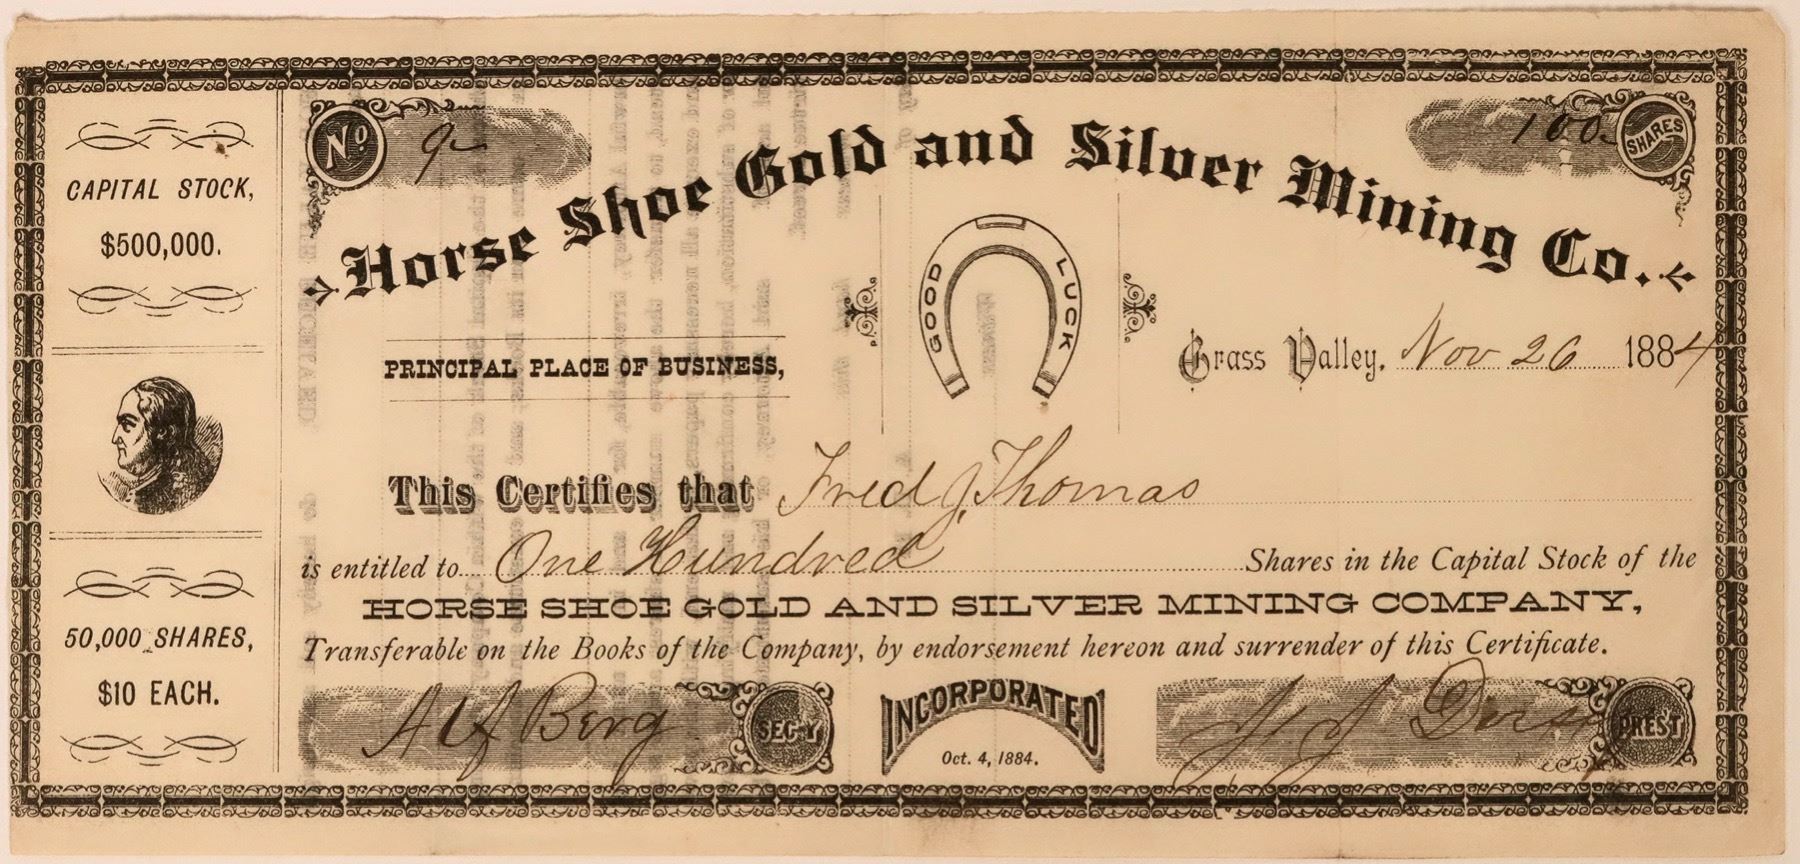 CAPITAL STOCK,
$500,000.
50,000 SHARES,
$10 EACH.
No 9
100 SHARES
Horse Shoe Gold and Silver Mining Co.
GOOD LUCK
PRINCIPAL PLACE OF BUSINESS,
Grass Valley, Nov 26 1884
This Certifies that Fred J. Thomas
is entitled to One Hundred Shares in the Capital Stock of the
HORSE SHOE GOLD AND SILVER MINING COMPANY,
Transferable on the Books of the Company, by endorsement hereon and surrender of this Certificate.
Alf Berg SEC-Y
INCORPORATED
Oct. 4, 1884.
PREST